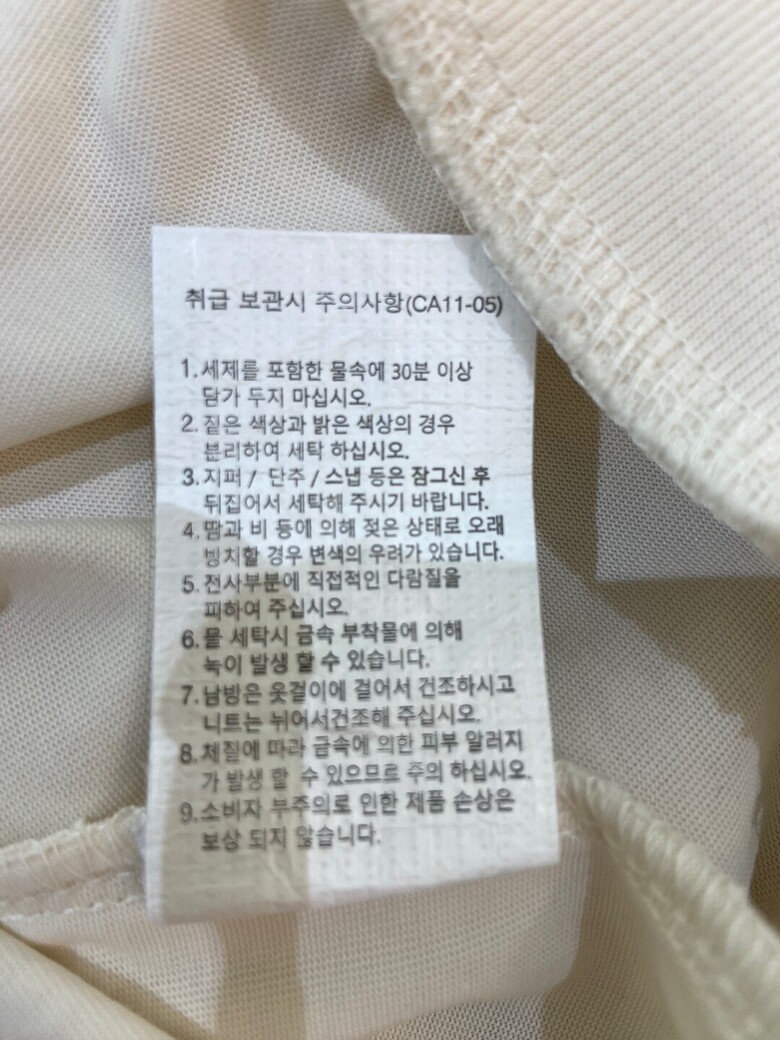 취급 보관시 주의사항(CA11-05)
1.세제를 포함한 물속에 30분 이상
담가 두지 마십시오.
2.짙은 색상과 밝은 색상의 경우
분리하여 세탁 하십시오.
3.지퍼 / 단추 / 스냅 등은 잠그신 후
뒤집어서 세탁해 주시기 바랍니다.
4.땀과 비 등에 의해 젖은 상태로 오래
방치할 경우 변색의 우려가 있습니다.
5.전사부분에 직접적인 다람질을
피하여 주십시오.
6.물 세탁시 금속 부착물에 의해
녹이 발생 할 수 있습니다.
7.남방은 옷걸이에 걸어서 건조하시고
니트는 뉘어서건조해 주십시오.
8.체질에 따라 금속에 의한 피부 알러지
가 발생 할 수 있으므로 주의 하십시오.
9.소비자 부주의로 인한 제품 손상은
보상 되지 않습니다.